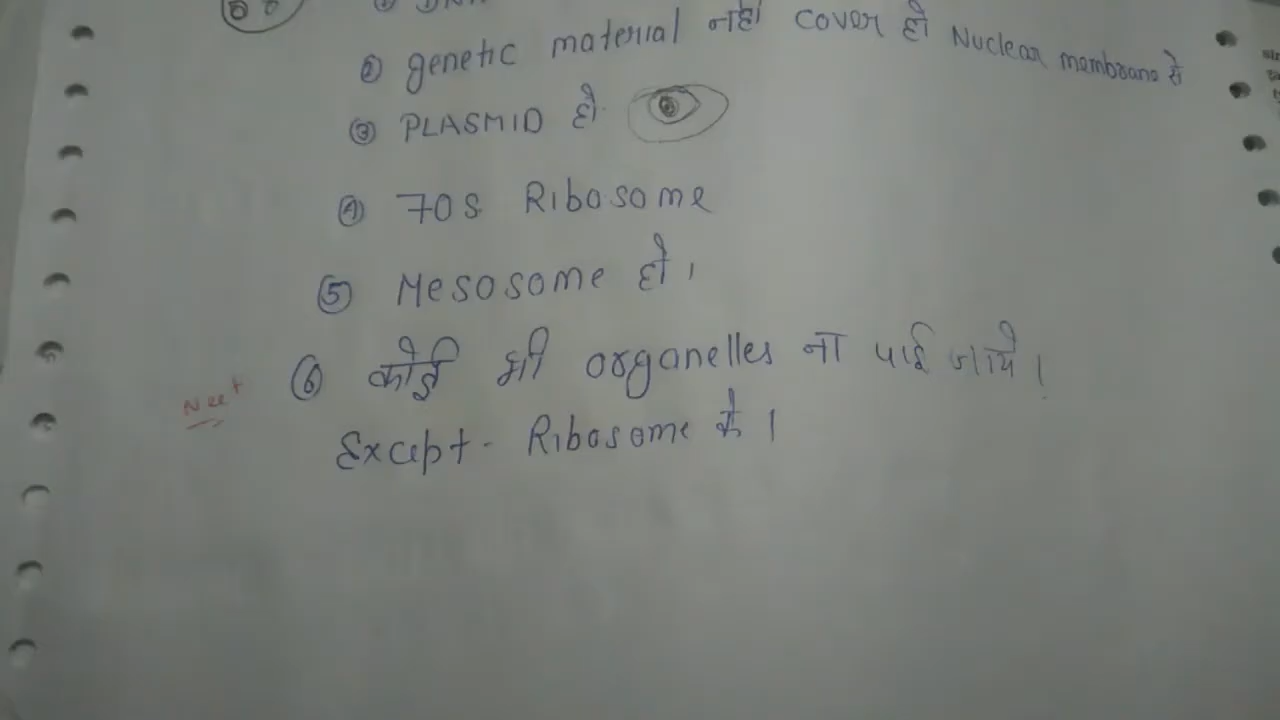 ② genetic material नहीं cover हो Nuclear membrane से
③ PLASMID हो
④ 70s Ribosome
⑤ Mesosome हो।
⑥ कोई भी organelles ना पाई जाये।
Neet
Except - Ribosome के।